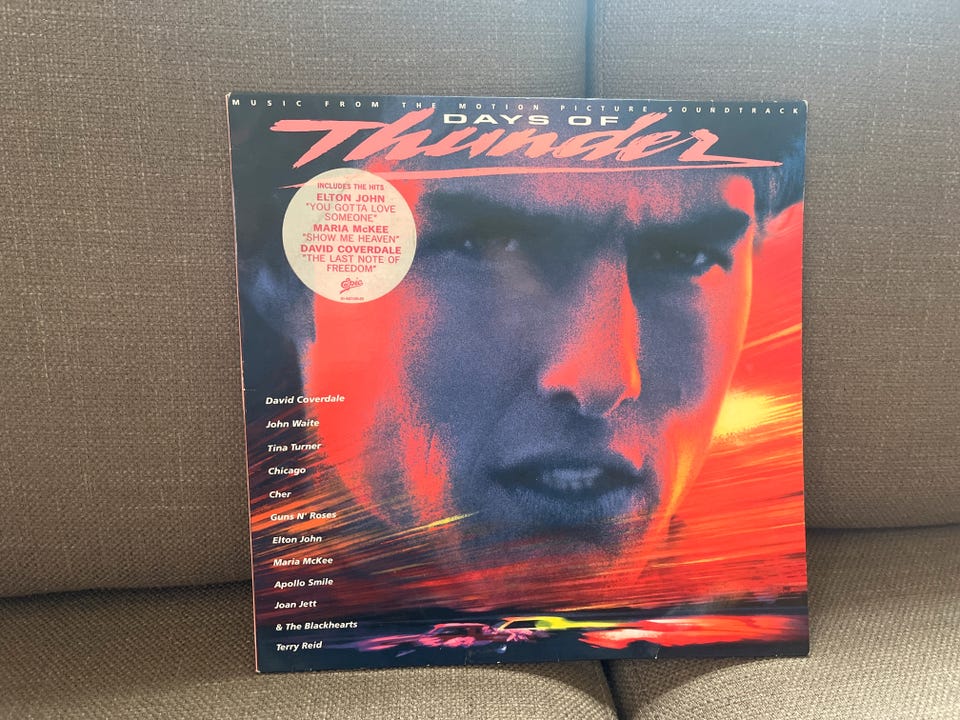 MUSIC FROM THE MOTION PICTURE SOUNDTRACK
DAYS OF
Thunder
INCLUDES THE HITS
ELTON JOHN
"YOU GOTTA LOVE
SOMEONE"
MARIA McKEE
"SHOW ME HEAVEN"
DAVID COVERDALE
"THE LAST NOTE OF
FREEDOM"
Epic
David Coverdale
John Waite
Tina Turner
Chicago
Cher
Guns N' Roses
Elton John
Maria McKee
Apollo Smile
Joan Jett
& The Blackhearts
Terry Reid